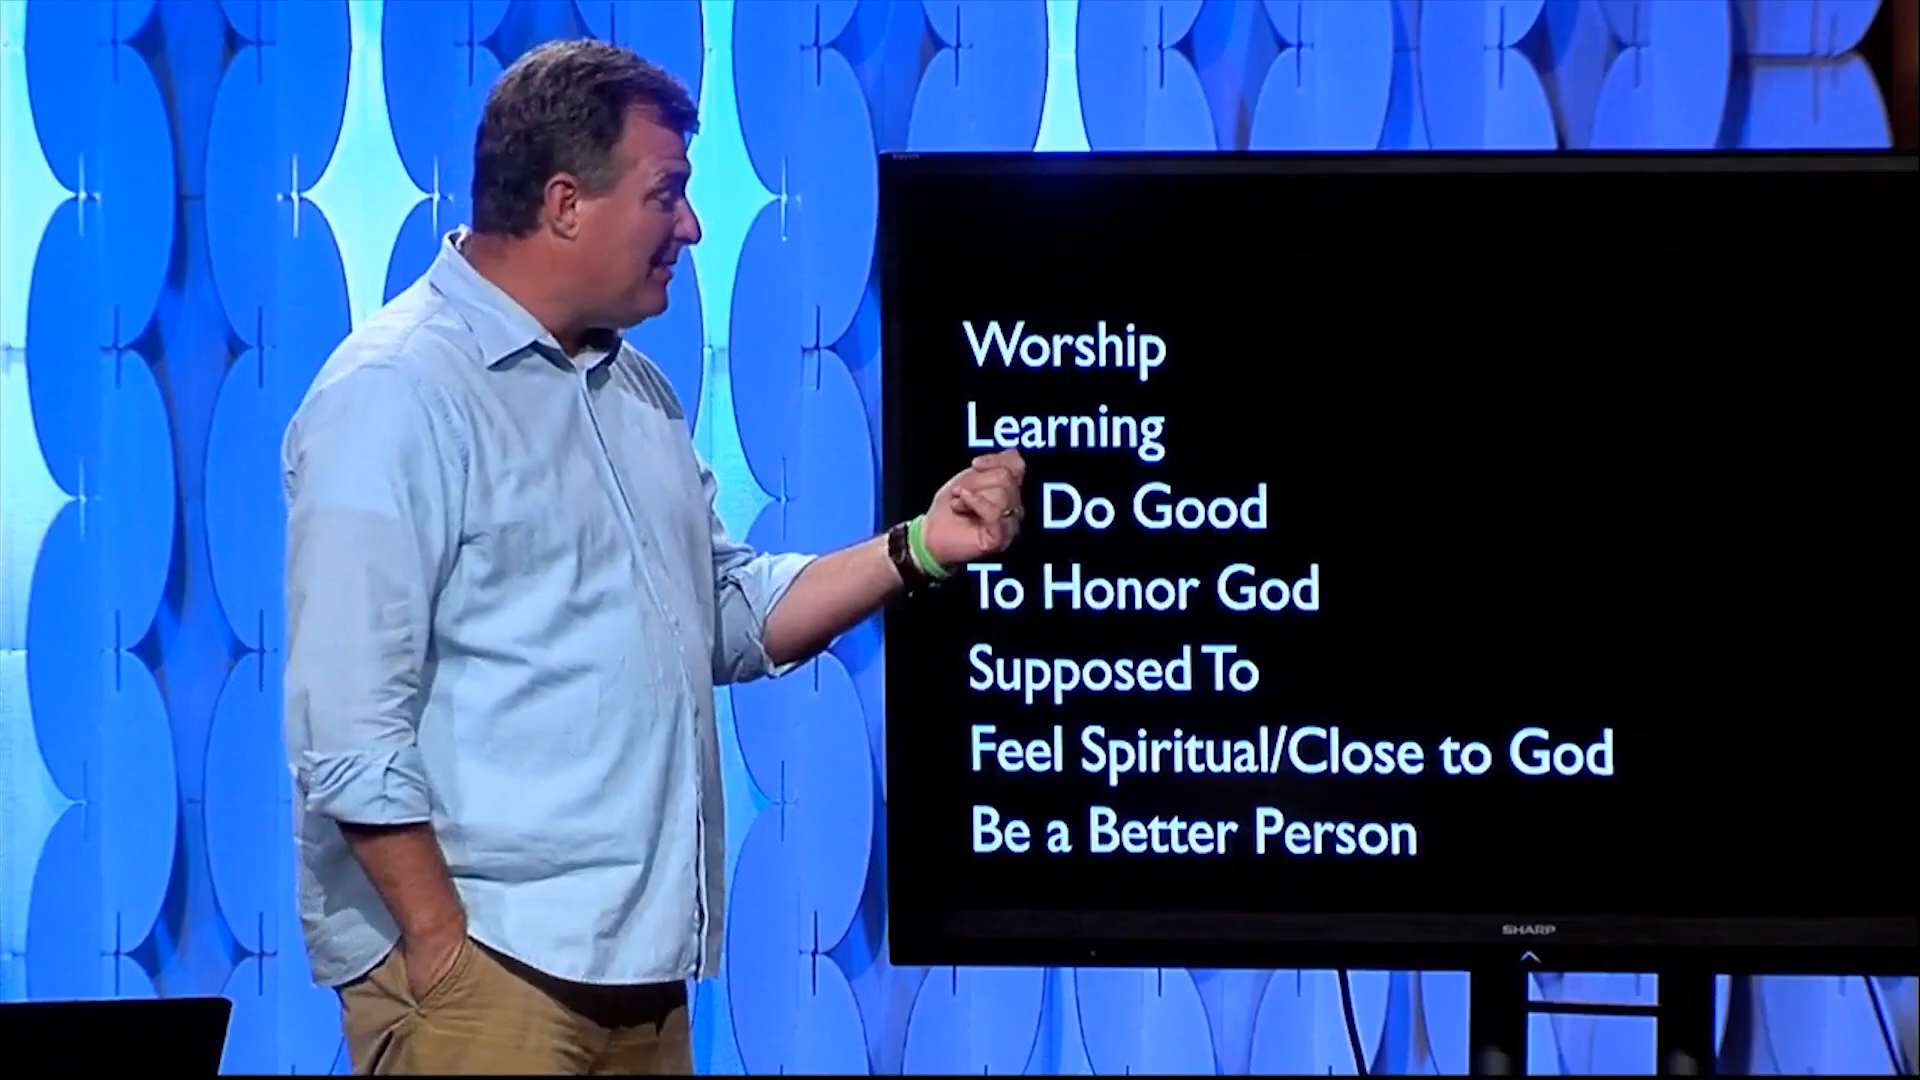 Worship
Learning
Do Good
To Honor God
Supposed To
Feel Spiritual/Close to God
Be a Better Person
SHARP